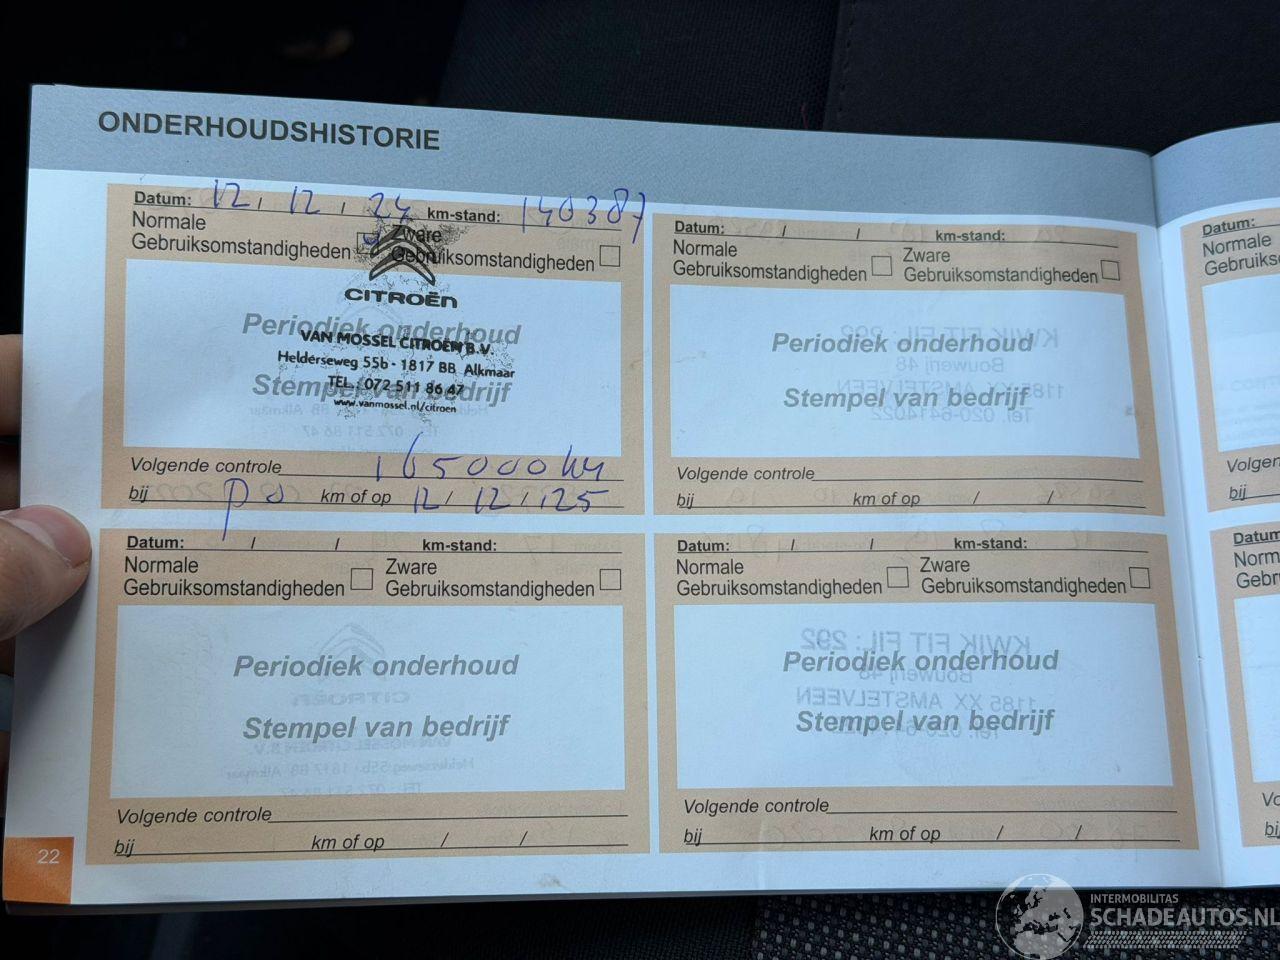 ONDERHOUDSHISTORIE
Datum: 12 / 12 / 24 km-stand: 140387
Normale
Gebruiksomstandigheden
Zware
Gebruiksomstandigheden
CITROËN
Periodiek onderhoud
VAN MOSSEL CITROËN B.V.
Helderseweg 55b - 1817 BB Alkmaar
TEL.: 072 511 86 47
Stempel van bedrijf
www.vanmossel.nl/citroen
Volgende controle 165000 km
bij km of op 12 / 12 / 25
Datum: / / km-stand:
Normale
Gebruiksomstandigheden
Zware
Gebruiksomstandigheden
Periodiek onderhoud
Stempel van bedrijf
Volgende controle
bij km of op / /
Datum: / / km-stand:
Normale
Gebruiksomstandigheden
Zware
Gebruiksomstandigheden
Periodiek onderhoud
Stempel van bedrijf
Volgende controle
bij km of op / /
Datum: / / km-stand:
Normale
Gebruiksomstandigheden
Zware
Gebruiksomstandigheden
Periodiek onderhoud
Stempel van bedrijf
Volgende controle
bij km of op / /
22
Datum:
Normale
bij
INTERMOBILITAS
SCHADEAUTOS.NL